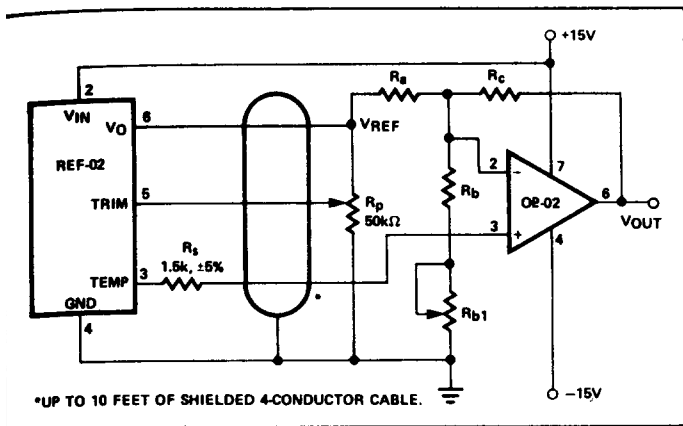 +15V
2
Ra
Rc
VIN
VO
6
VREF
REF-02
2
-
7
5
TRIM
Rp
50kΩ
Rb
OP-02
6
VOUT
3
+
4
Rs
1.5k, ±5%
TEMP
3
*
Rb1
GND
4
-15V
*UP TO 10 FEET OF SHIELDED 4-CONDUCTOR CABLE.